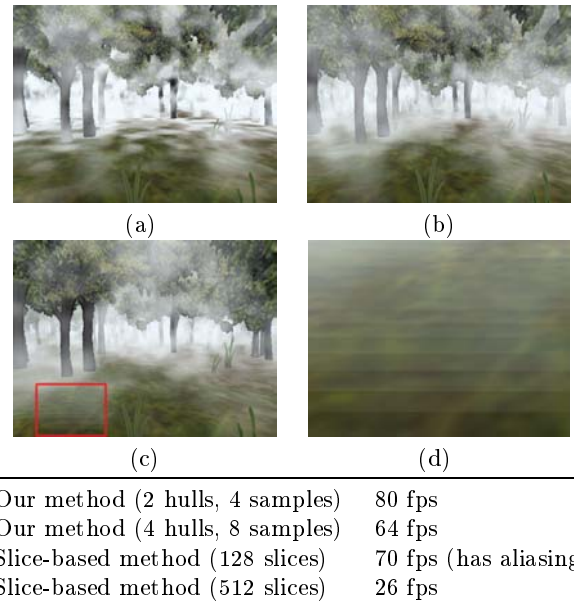 (a)
(b)
(c)
(d)
Our method (2 hulls, 4 samples) 80 fps
Our method (4 hulls, 8 samples) 64 fps
Slice-based method (128 slices) 70 fps (has aliasing
Slice-based method (512 slices) 26 fps